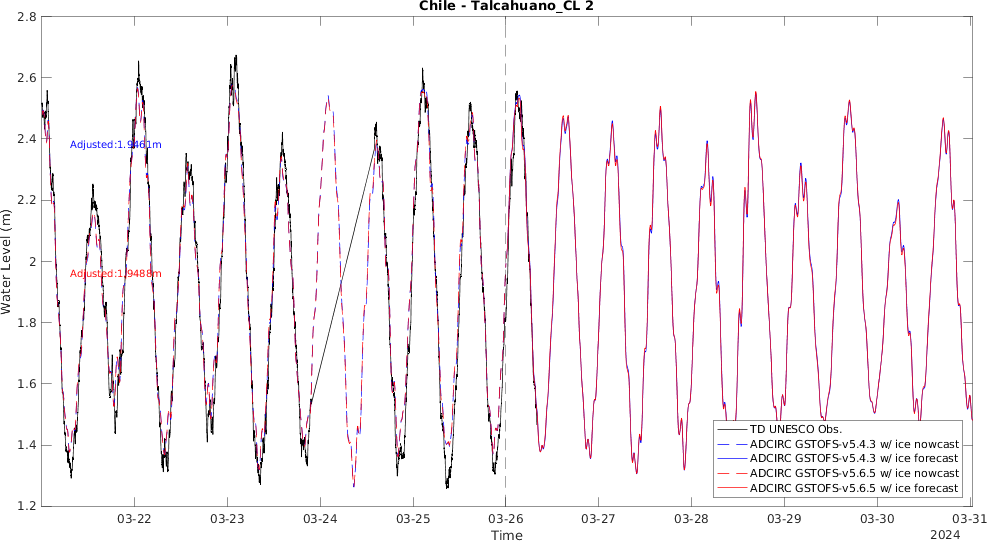 Chile - Talcahuano_CL 2
Water Level (m)
2.8
2.6
2.4
2.2
2
1.8
1.6
1.4
1.2
Adjusted:1.9461m
Adjusted:1.9488m
TD UNESCO Obs.
ADCIRC GSTOFS-v5.4.3 w/ ice nowcast
ADCIRC GSTOFS-v5.4.3 w/ ice forecast
ADCIRC GSTOFS-v5.6.5 w/ ice nowcast
ADCIRC GSTOFS-v5.6.5 w/ ice forecast
03-22 03-23 03-24 03-25 03-26 03-27 03-28 03-29 03-30 03-31
Time
2024